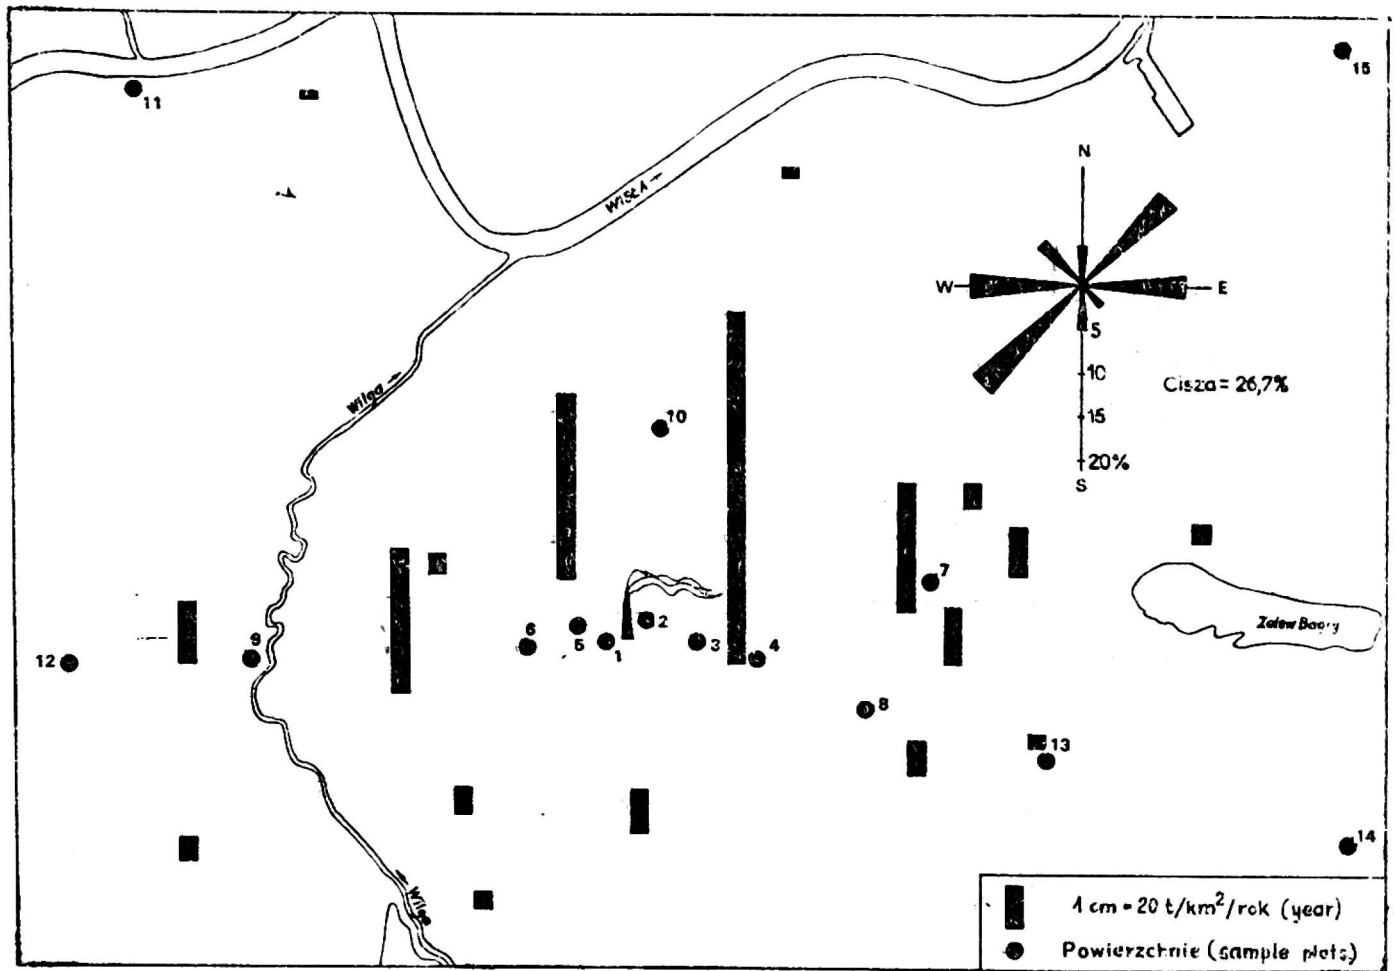 11
15
WISŁA →
N
W
E
5
10
15
20%
S
Cisza = 26,7%
Wilga →
10
7
Zalew Bagry
12
9
6
5
1
2
3
4
8
13
14
Wilga
1 cm = 20 t/km²/rok (year)
Powierzchnie (sample plots)